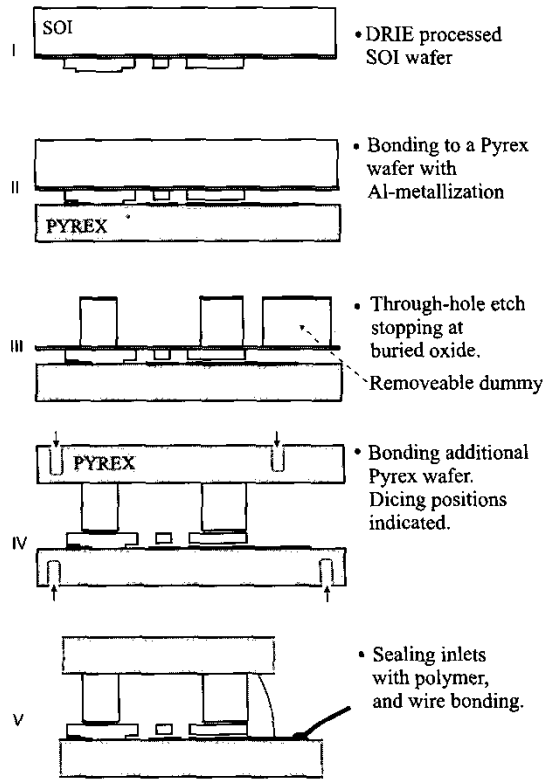 SOI
I
• DRIE processed
SOI wafer
II
• Bonding to a Pyrex
wafer with
Al-metallization
PYREX
III
• Through-hole etch
stopping at
buried oxide.
Removeable dummy
PYREX
• Bonding additional
Pyrex wafer.
Dicing positions
indicated.
IV
• Sealing inlets
with polymer,
and wire bonding.
V